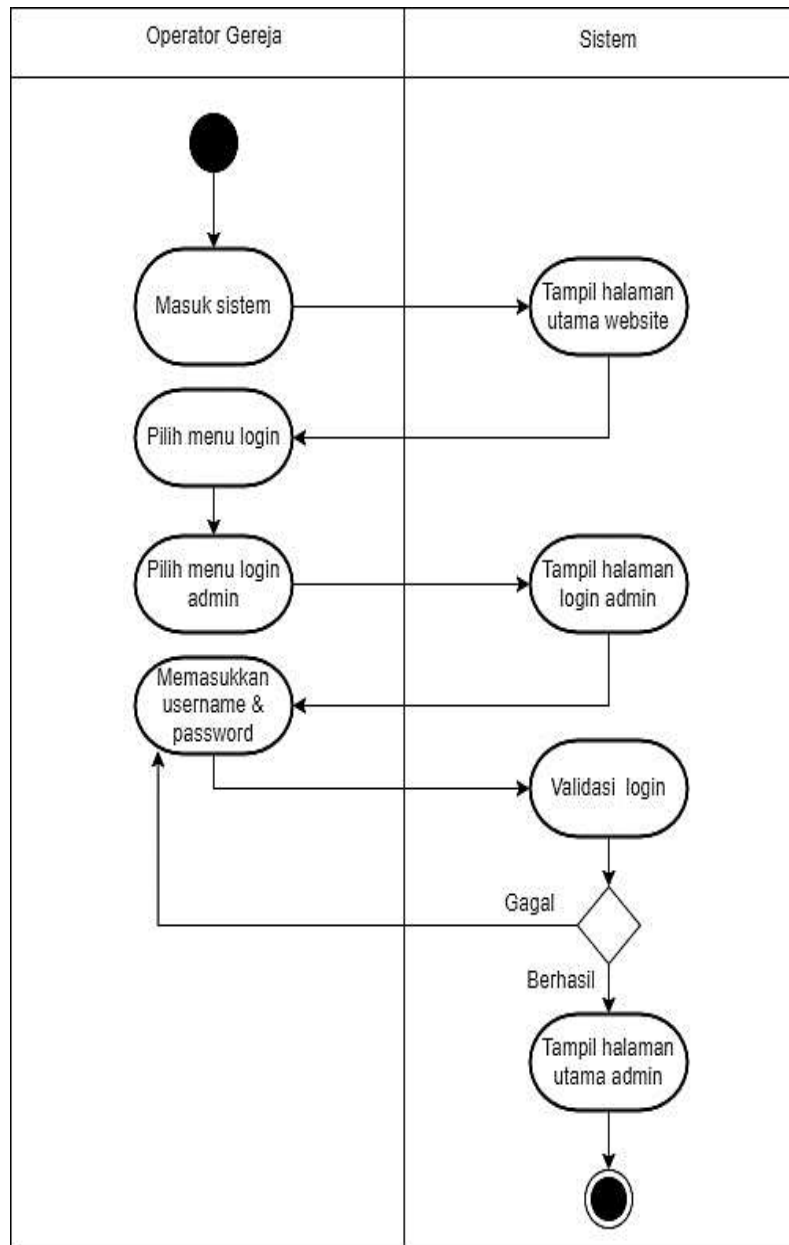 Operator Gereja
Sistem
Masuk sistem
Tampil halaman
utama website
Pilih menu login
Pilih menu login
admin
Tampil halaman
login admin
Memasukkan
username &
password
Validasi login
Gagal
Berhasil
Tampil halaman
utama admin